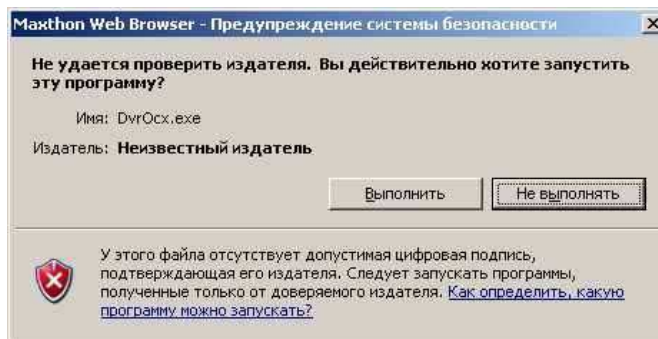 Maxthon Web Browser - Предупреждение системы безопасности
Не удается проверить издателя. Вы действительно хотите запустить
эту программу?
Имя: DvrOcx.exe
Издатель: Неизвестный издатель
Выполнить Не выполнять
У этого файла отсутствует допустимая цифровая подпись,
подтверждающая его издателя. Следует запускать программы,
полученные только от доверяемого издателя. Как определить, какую
программу можно запускать?